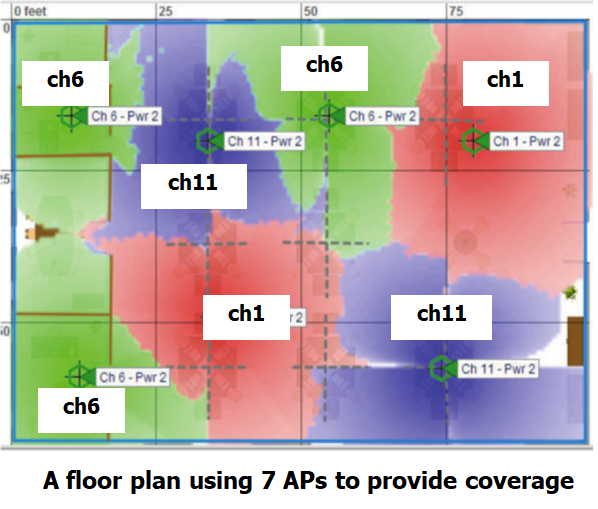 0 feet 25 50 75
0
ch6
ch6
ch1
Ch 6 - Pwr 2
Ch 6 - Pwr 2
Ch 11 - Pwr 2
Ch 1 - Pwr 2
25
ch11
ch1
2
ch11
50
Ch 11 - Pwr 2
Ch 6 - Pwr 2
ch6
A floor plan using 7 APs to provide coverage